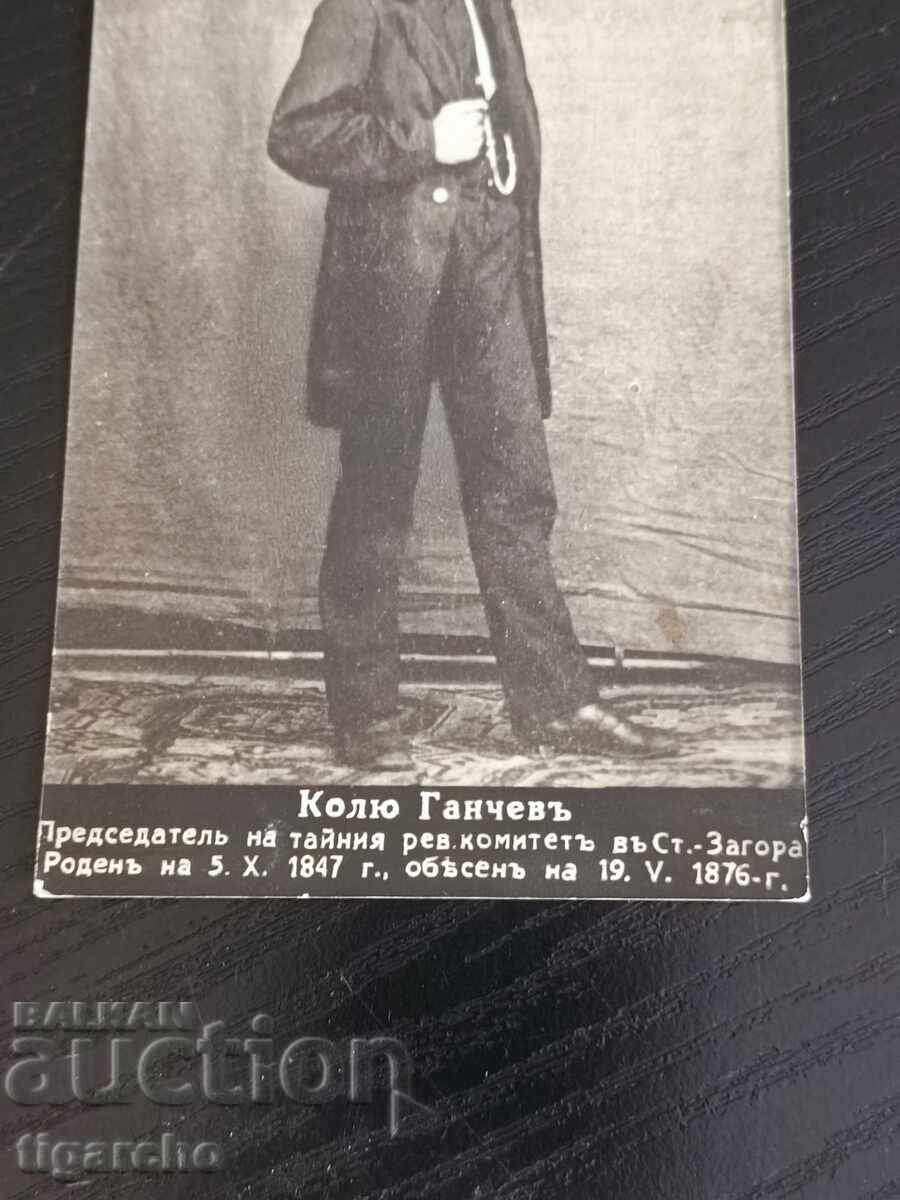 Колю Ганчевъ
Председатель на тайния рев.комитетъ въ Ст.-Загора
Роденъ на 5. X. 1847 г., обѣсенъ на 19. V. 1876-г.
BALKAN
auction
tigarcho